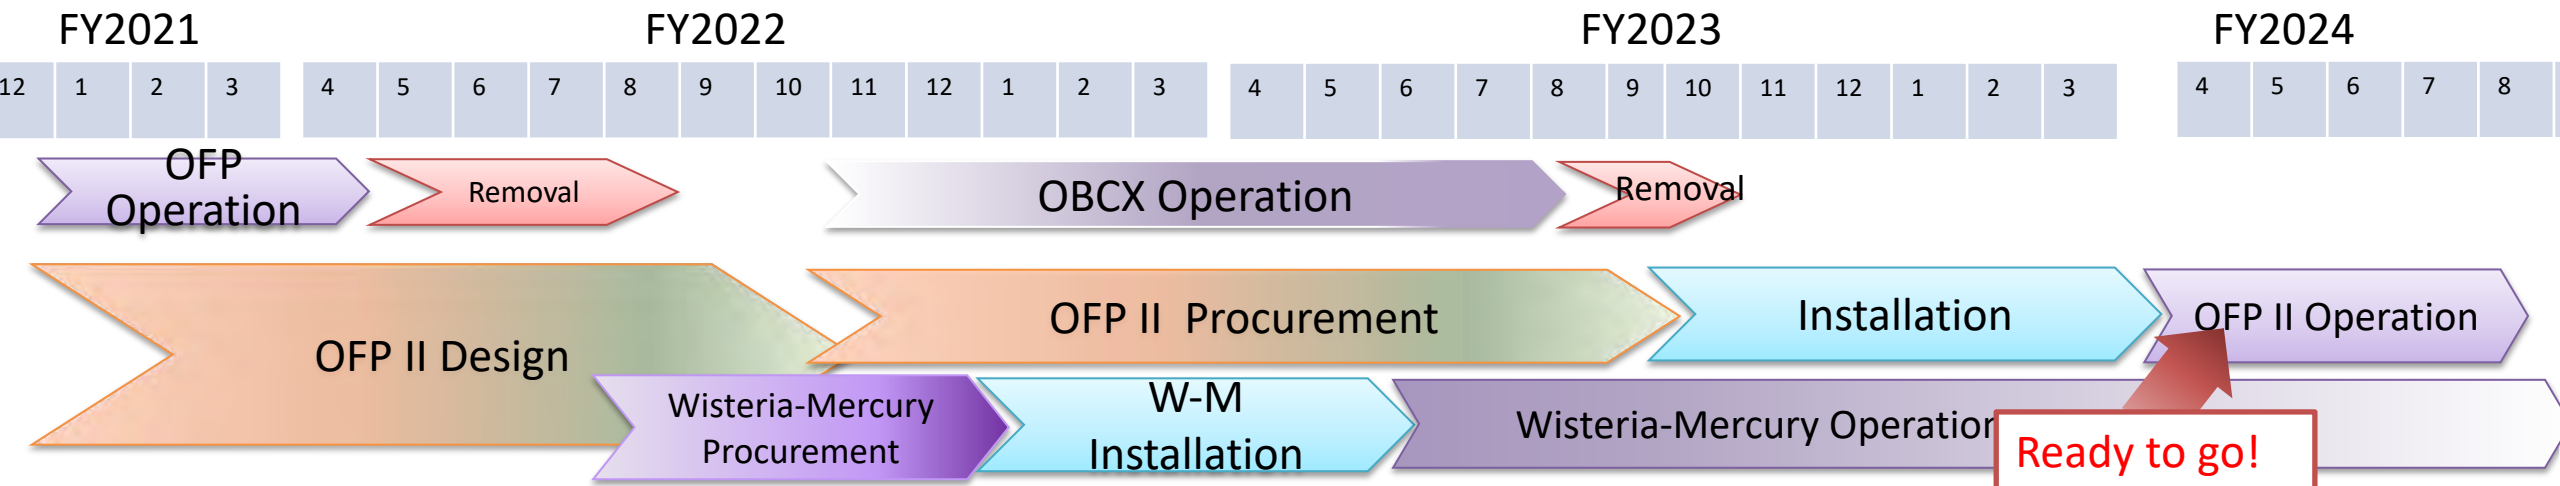 FY2021 FY2022 FY2023 FY2024
12 1 2 3 4 5 6 7 8 9 10 11 12 1 2 3 4 5 6 7 8 9 10 11 12 1 2 3 4 5 6 7 8
OFP
Operation
Removal
OBCX Operation
Removal
OFP II Design
OFP II Procurement
Installation
OFP II Operation
Wisteria-Mercury
Procurement
W-M
Installation
Wisteria-Mercury Operation
Ready to go!